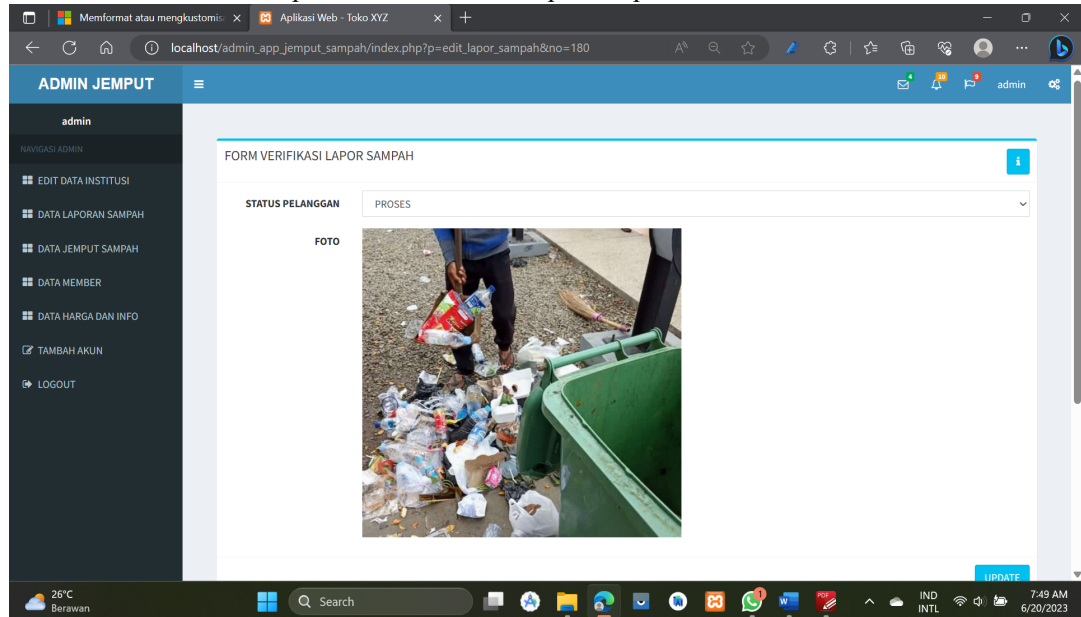 Memformat atau mengkustomis
Aplikasi Web - Toko XYZ
localhost/admin_app_jemput_sampah/index.php?p=edit_lapor_sampah&no=180
ADMIN JEMPUT
4
10
9
admin
admin
NAVIGASI ADMIN
EDIT DATA INSTITUSI
DATA LAPORAN SAMPAH
DATA JEMPUT SAMPAH
DATA MEMBER
DATA HARGA DAN INFO
TAMBAH AKUN
LOGOUT
FORM VERIFIKASI LAPOR SAMPAH
i
STATUS PELANGGAN
PROSES
FOTO
UPDATE
26°C
Berawan
Search
PDF
IND
INTL
7:49 AM
6/20/2023